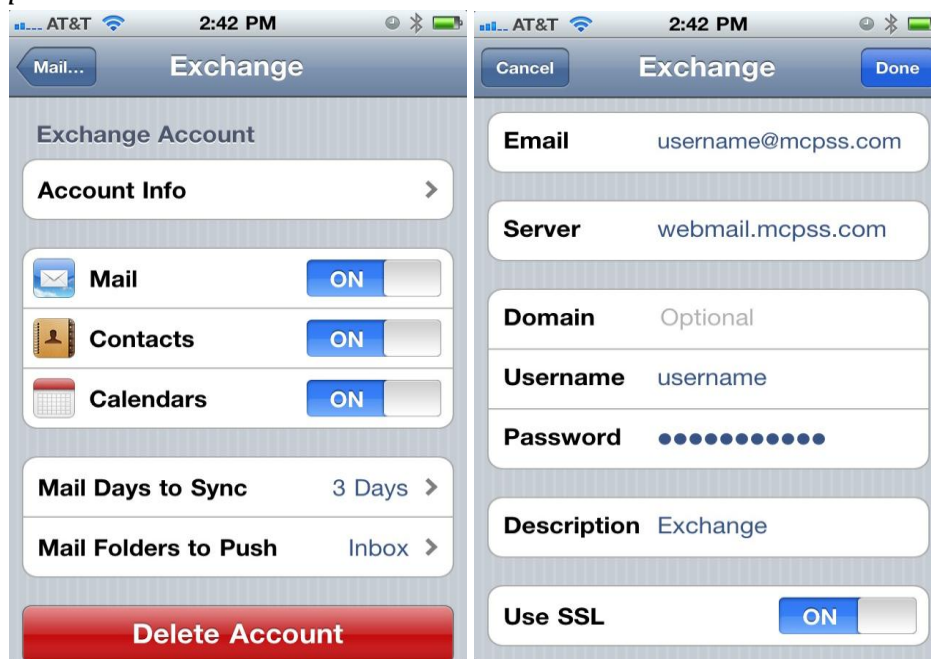 AT&T 2:42 PM
Mail... Exchange
Exchange Account
Account Info
Mail ON
Contacts ON
Calendars ON
Mail Days to Sync 3 Days
Mail Folders to Push Inbox
Delete Account
AT&T 2:42 PM
Cancel Exchange Done
Email username@mcpss.com
Server webmail.mcpss.com
Domain Optional
Username username
Password ●●●●●●●●●●●
Description Exchange
Use SSL ON